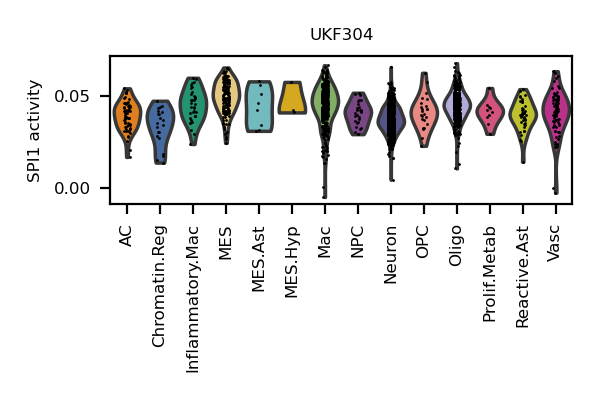 UKF304
SPI1 activity
0.05
0.00
AC
Chromatin.Reg
Inflammatory.Mac
MES
MES.Ast
MES.Hyp
Mac
NPC
Neuron
OPC
Oligo
Prolif.Metab
Reactive.Ast
Vasc